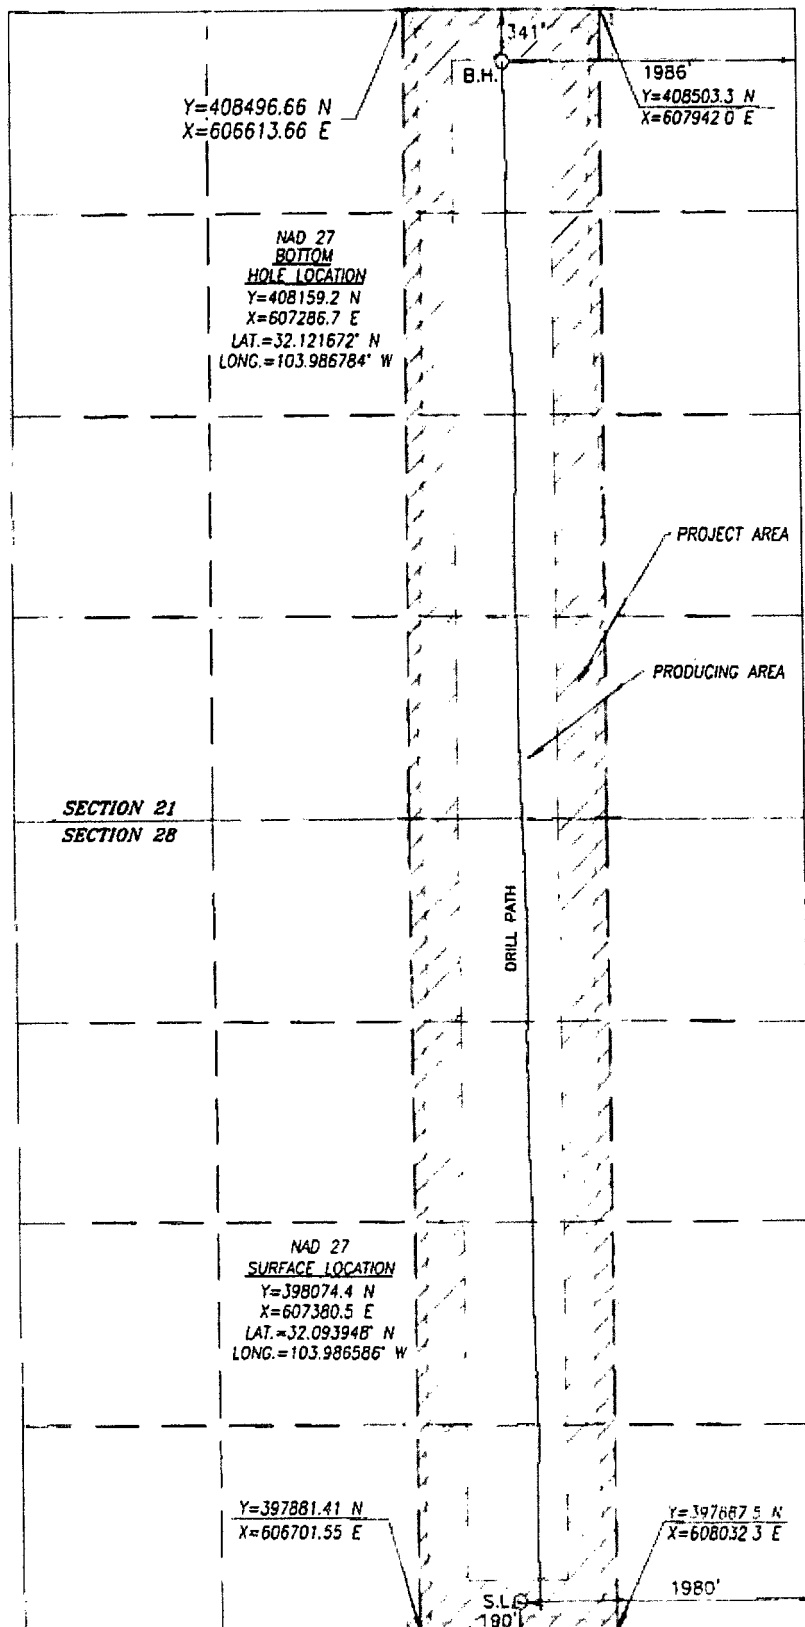 341'
B.H.
1986'
Y=408496.66 N
X=606613.66 E
Y=408503.3 N
X=607942.0 E
NAD 27
BOTTOM
HOLE LOCATION
Y=408159.2 N
X=607286.7 E
LAT.=32.121672° N
LONG.=103.986784° W
PROJECT AREA
PRODUCING AREA
SECTION 21
SECTION 28
DRILL PATH
NAD 27
SURFACE LOCATION
Y=398074.4 N
X=607380.5 E
LAT.=32.093948° N
LONG.=103.986586° W
Y=397881.41 N
X=606701.55 E
Y=397887.5 N
X=608032.3 E
1980'
S.L.
190'